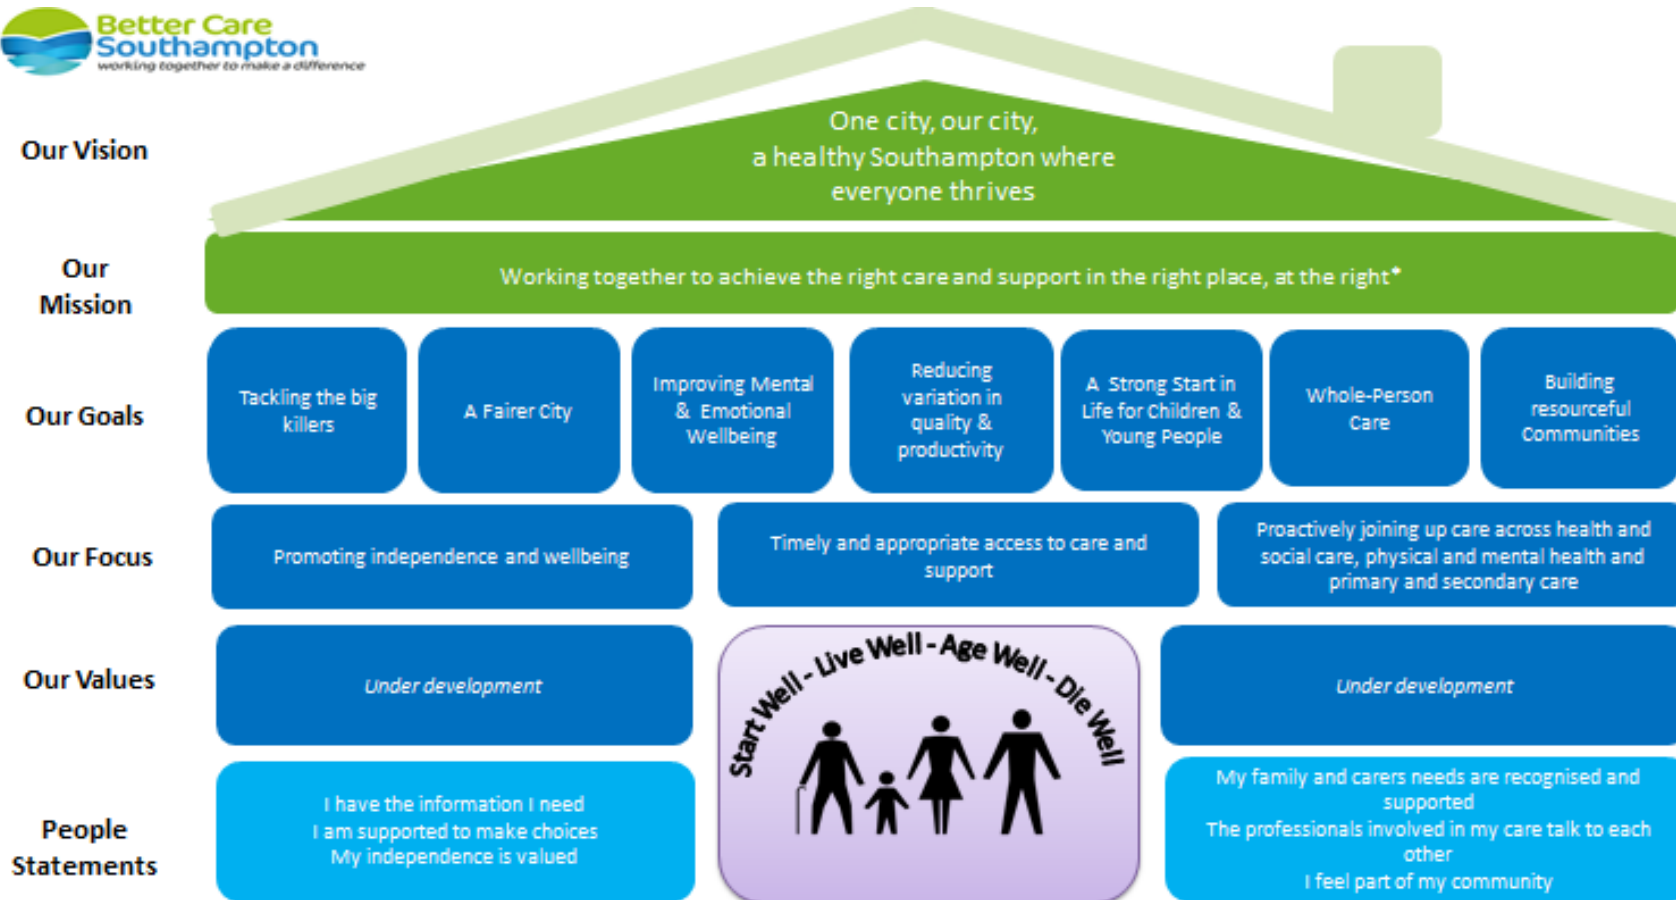 Better Care
Southampton
working together to make a difference
Our Vision
One city, our city,
a healthy Southampton where
everyone thrives
Our
Mission
Working together to achieve the right care and support in the right place, at the right*
Our Goals
Tackling the big
killers
A Fairer City
Improving Mental
& Emotional
Wellbeing
Reducing
variation in
quality &
productivity
A Strong Start in
Life for Children &
Young People
Whole-Person
Care
Building
resourceful
Communities
Our Focus
Promoting independence and wellbeing
Timely and appropriate access to care and
support
Proactively joining up care across health and
social care, physical and mental health and
primary and secondary care
Our Values
Under development
Start Well - Live Well - Age Well - Die Well
Under development
People
Statements
I have the information I need
I am supported to make choices
My independence is valued
My family and carers needs are recognised and
supported
The professionals involved in my care talk to each
other
I feel part of my community